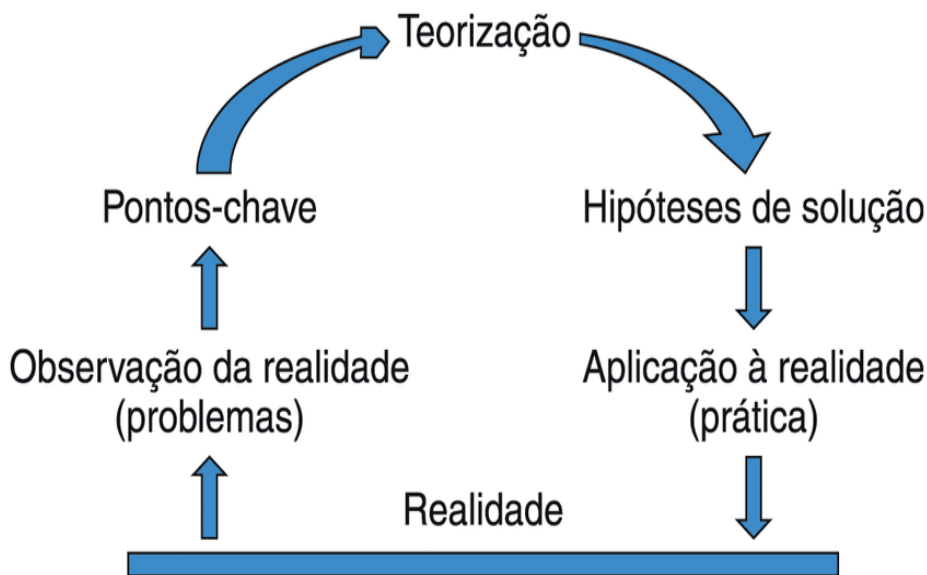 Teorização
Pontos-chave
Hipóteses de solução
Observação da realidade
(problemas)
Aplicação à realidade
(prática)
Realidade